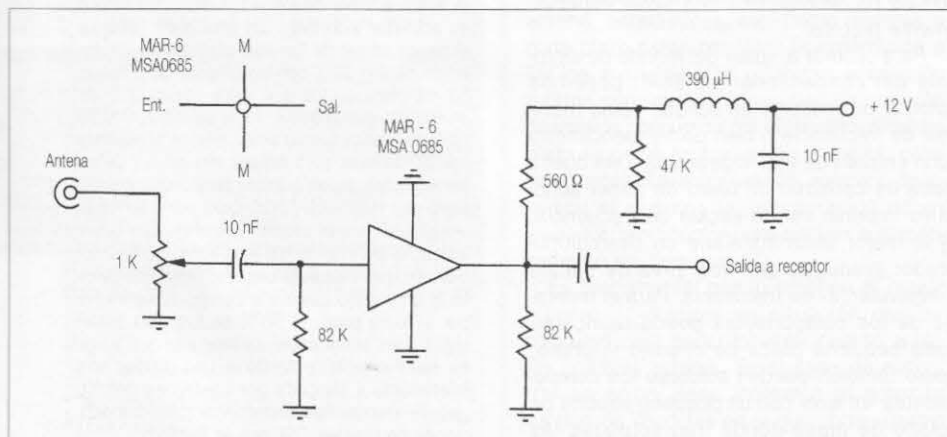 MAR-6
MSA0685
M
Ent.
Sal.
M
Antena
1 K
10 nF
82 K
MAR - 6
MSA 0685
560 Ω
47 K
390 µH
+ 12 V
10 nF
Salida a receptor
82 K